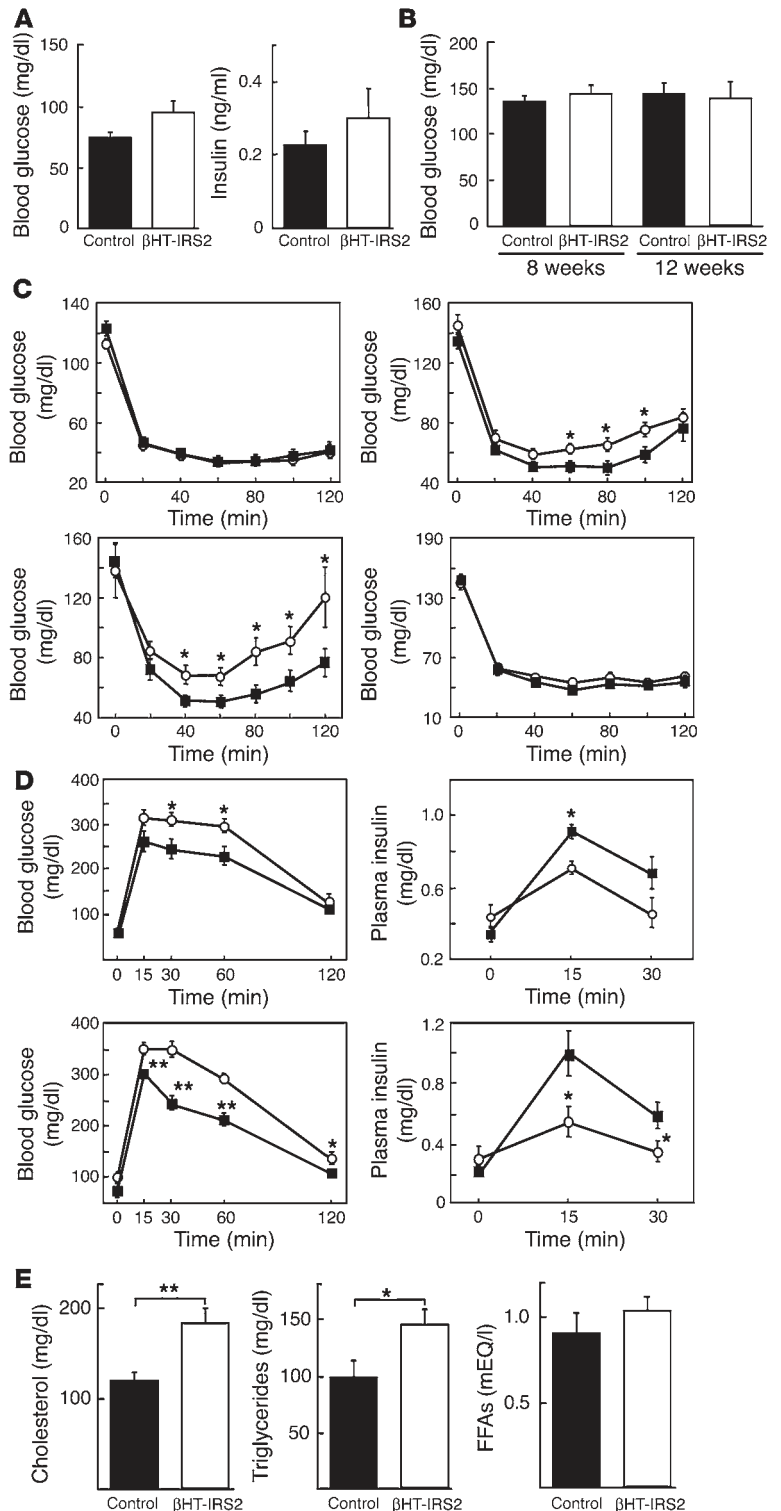 A
Blood glucose (mg/dl)
150
100
50
0
Control βHT-IRS2
Insulin (ng/ml)
0.4
0.2
0
Control βHT-IRS2
B
Blood glucose (mg/dl)
200
150
100
50
0
Control βHT-IRS2 Control βHT-IRS2
8 weeks 12 weeks
C
Blood glucose
(mg/dl)
140
100
60
20
0 40 80 120
Time (min)
Blood glucose
(mg/dl)
160
120
80
40
* * *
0 20 40 60 80 100 120
Time (min)
Blood glucose
(mg/dl)
160
120
80
40
* * * * *
0 40 80 120
Time (min)
Blood glucose
(mg/dl)
190
130
70
10
0 20 40 60 80 100 120
Time (min)
D
Blood glucose
(mg/dl)
400
300
200
100
* *
0 15 30 60 120
Time (min)
Plasma insulin
(mg/dl)
1.0
0.6
0.2
*
0 15 30
Time (min)
Blood glucose
(mg/dl)
400
300
200
100
** ** ** *
0 15 30 60 120
Time (min)
Plasma insulin
(mg/dl)
1.2
0.8
0.4
0
* *
0 15 30
Time (min)
E
Cholesterol (mg/dl)
200
100
**
Control βHT-IRS2
Triglycerides (mg/dl)
150
100
50
*
Control βHT-IRS2
FFAs (mEQ/l)
1.0
0.5
Control βHT-IRS2